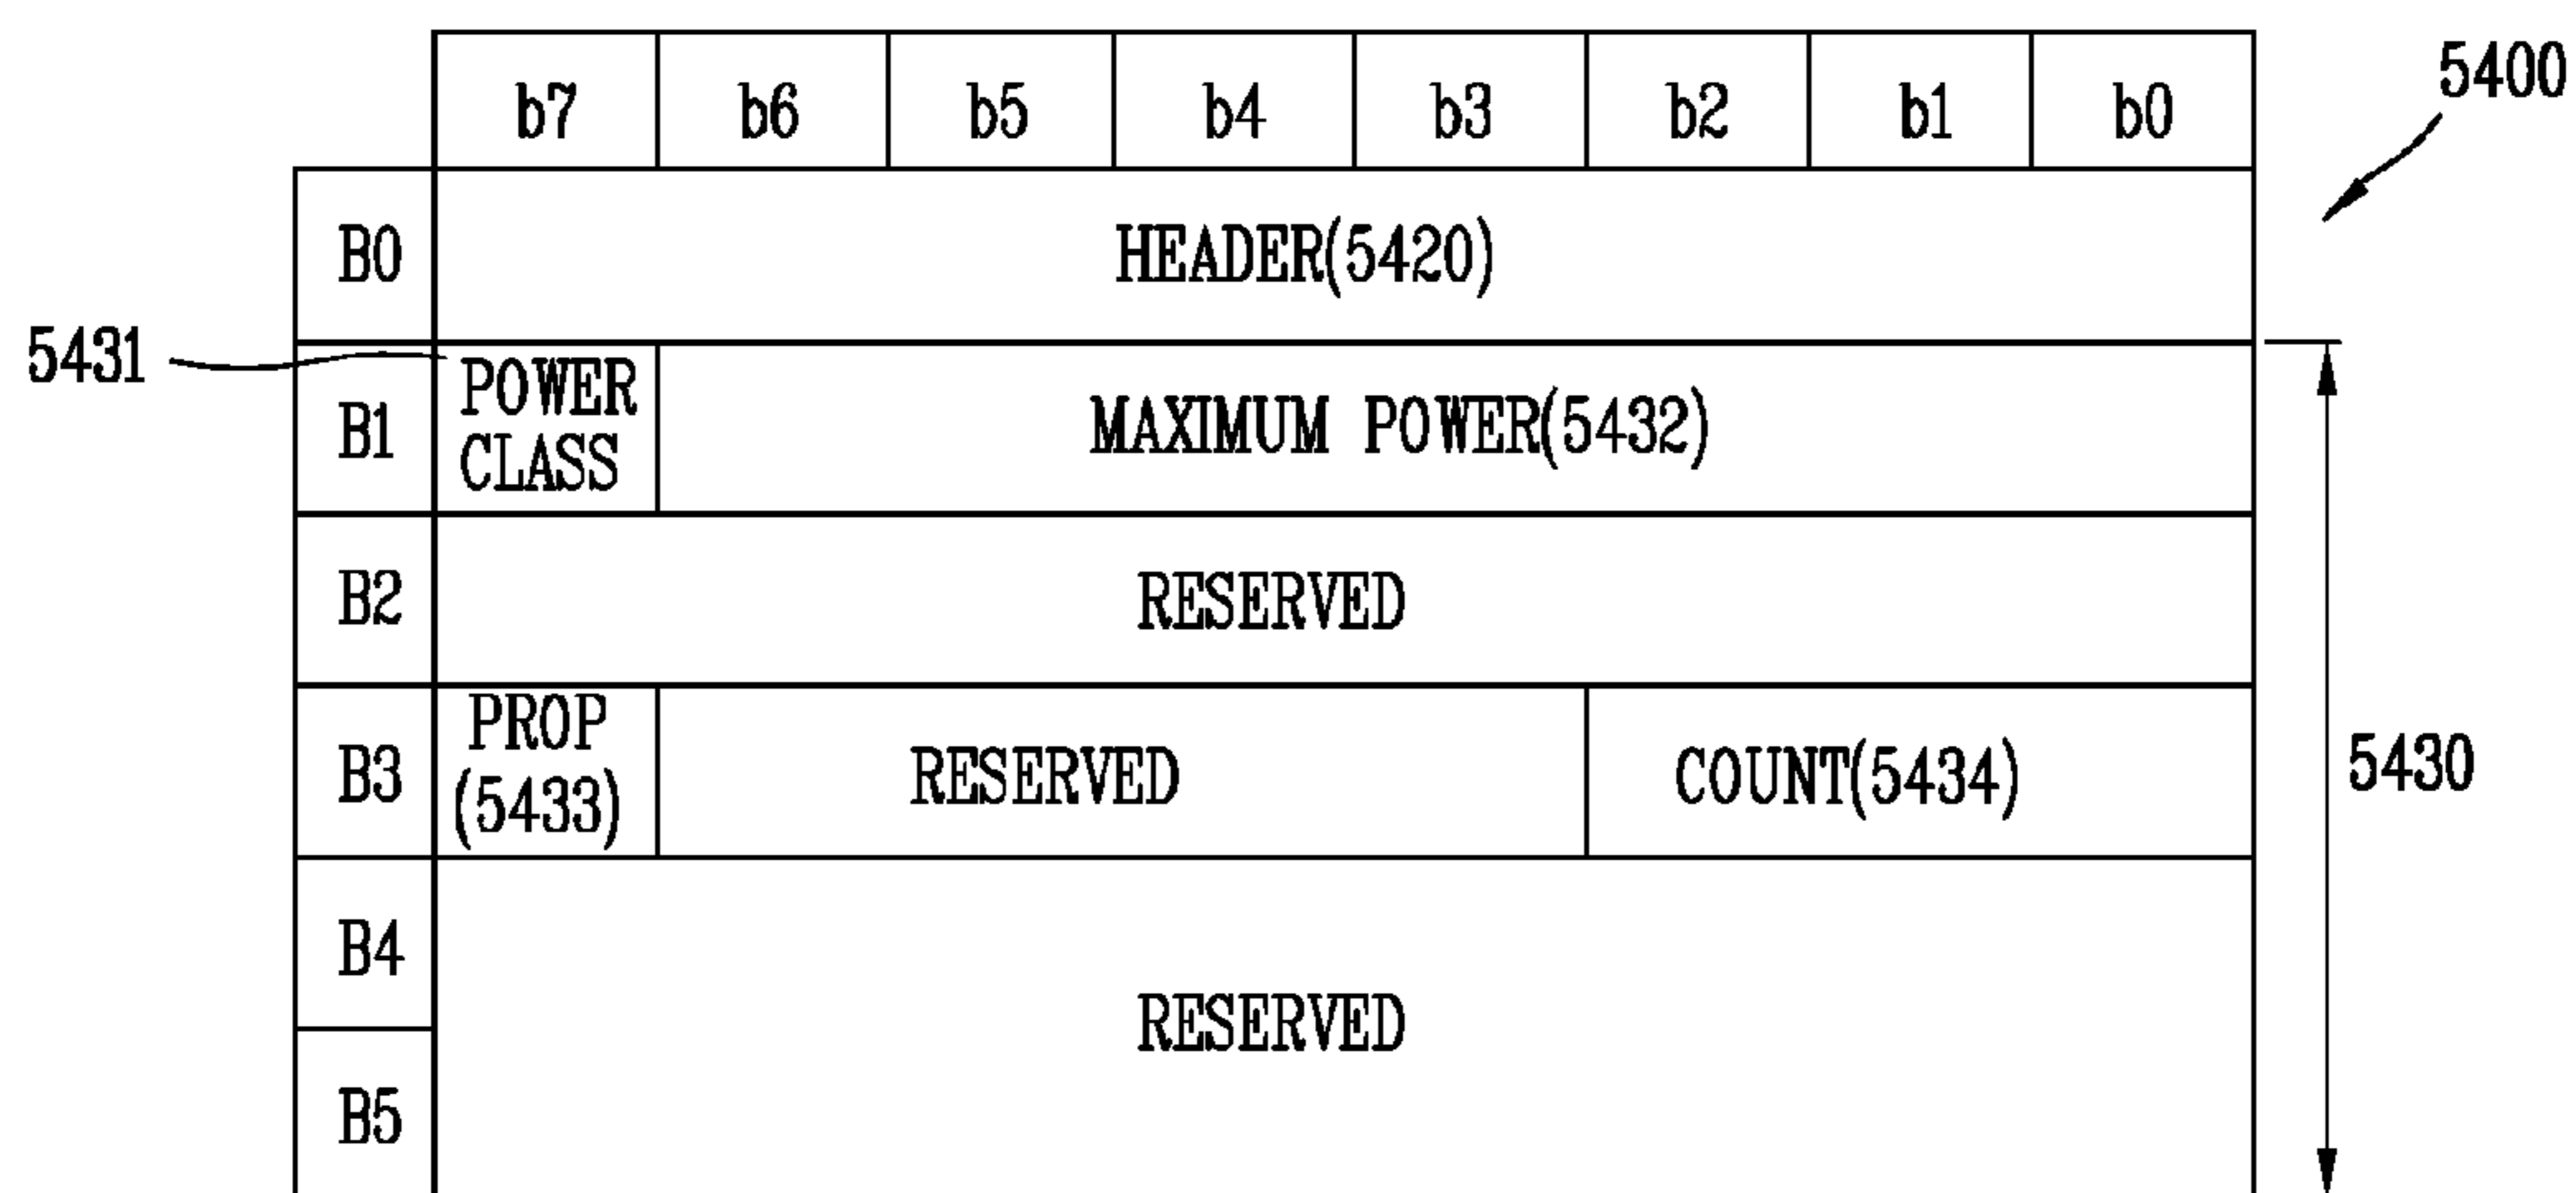 b7 b6 b5 b4 b3 b2 b1 b0
5400
B0 HEADER(5420)
5431
B1 POWER CLASS MAXIMUM POWER(5432)
B2 RESERVED
B3 PROP (5433) RESERVED COUNT(5434)
5430
B4
RESERVED
B5